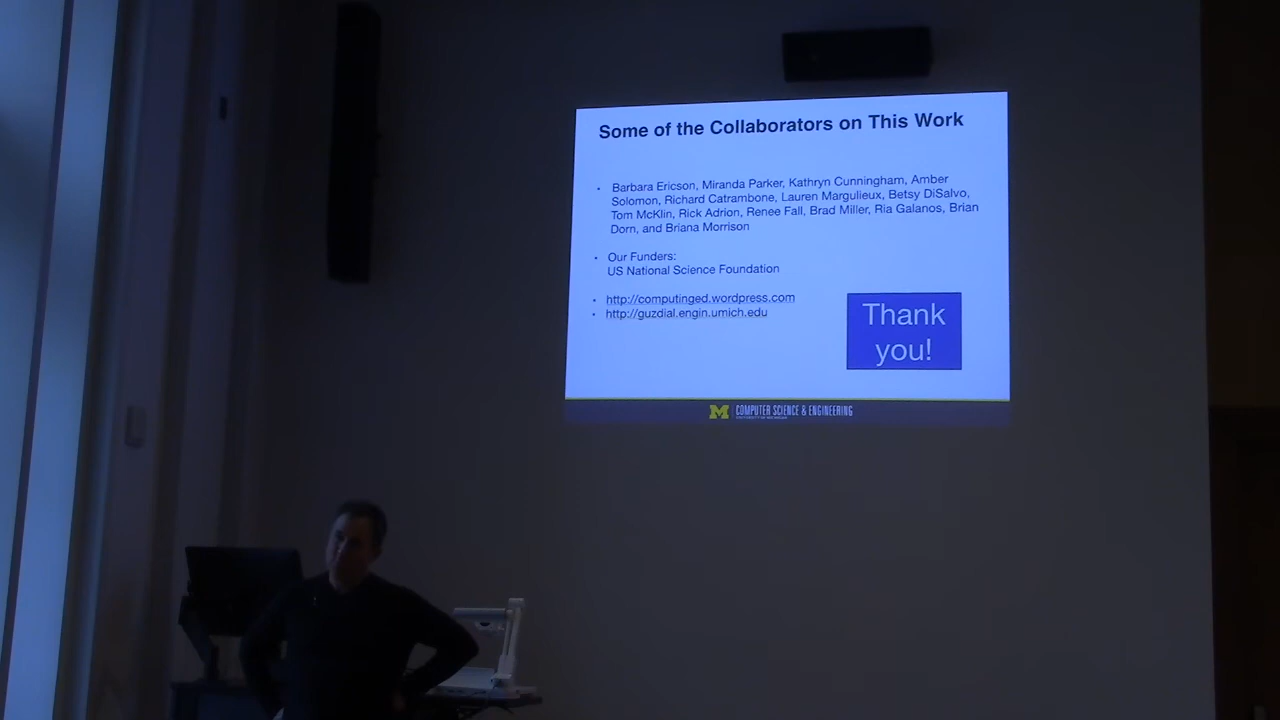 Some of the Collaborators on This Work
Barbara Ericson, Miranda Parker, Kathryn Cunningham, Amber
Solomon, Richard Catrambone, Lauren Margulieux, Betsy DiSalvo,
Tom McKlin, Rick Adrion, Renee Fall, Brad Miller, Ria Galanos, Brian
Dorn, and Briana Morrison
Our Funders:
US National Science Foundation
http://computinged.wordpress.com
http://guzdial.engin.umich.edu
Thank
you!
M COMPUTER SCIENCE & ENGINEERING